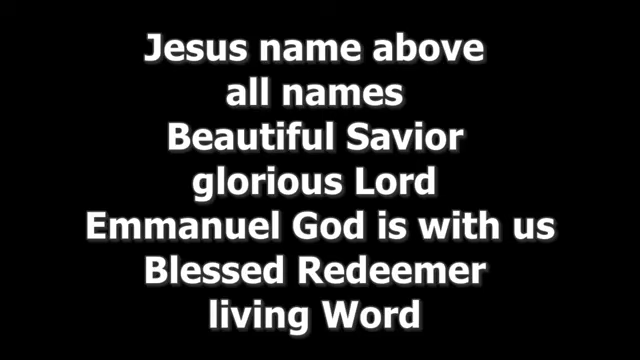 Jesus name above
all names
Beautiful Savior
glorious Lord
Emmanuel God is with us
Blessed Redeemer
living Word